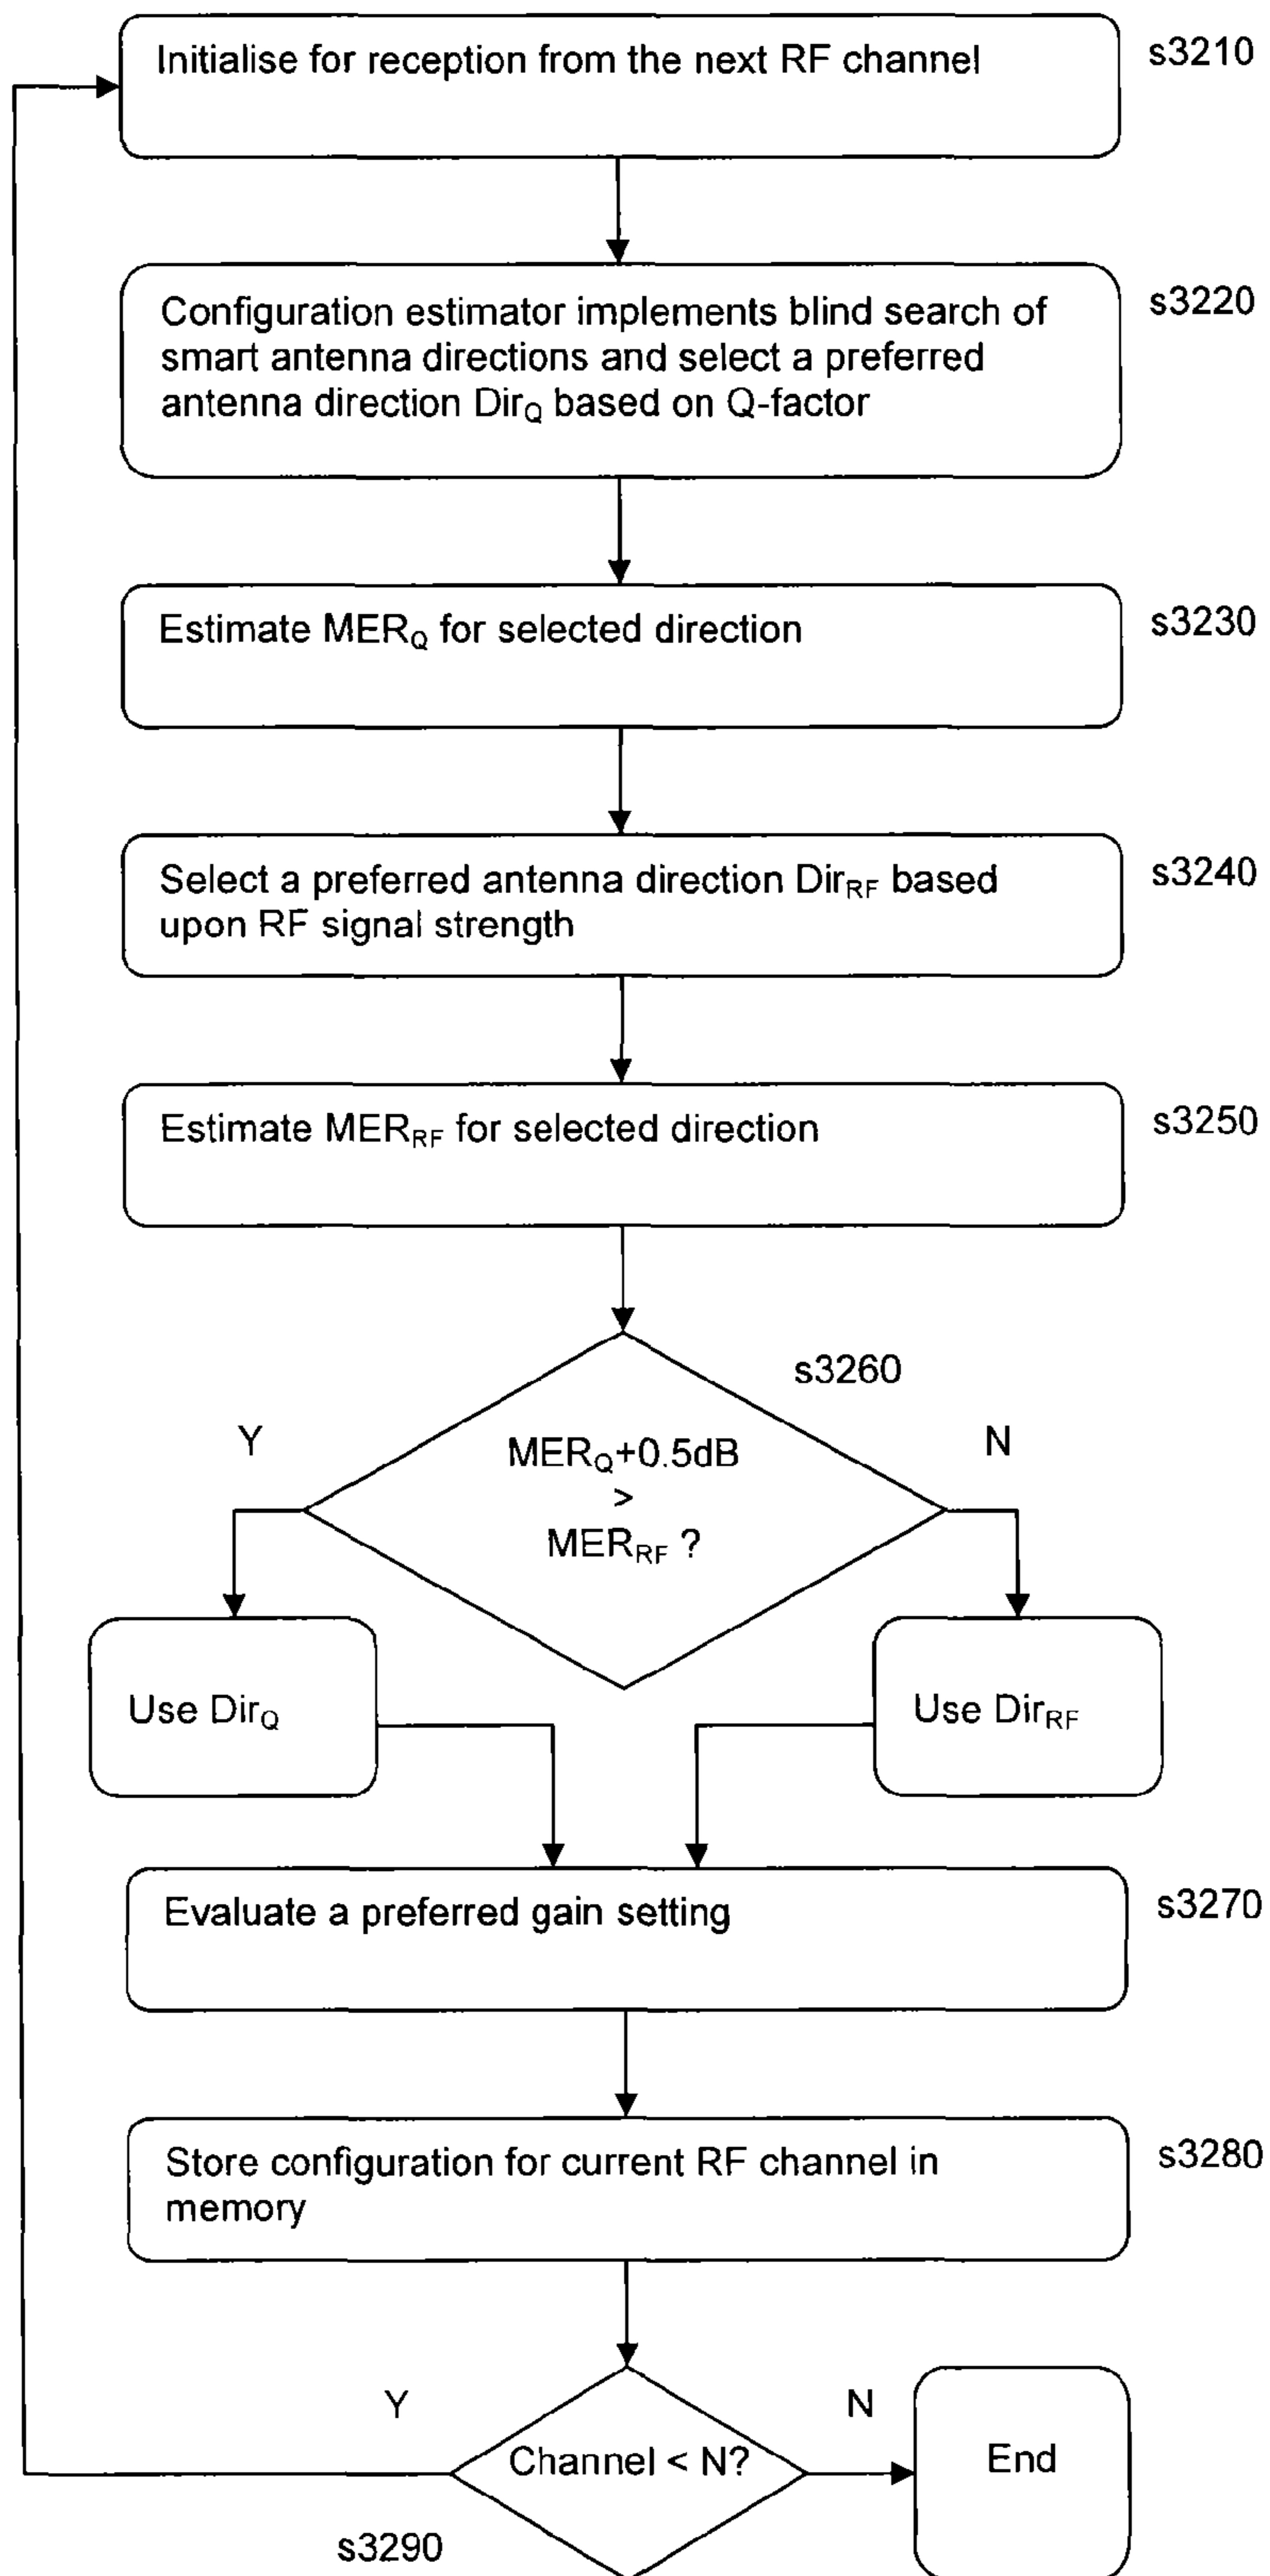 Initialise for reception from the next RF channel
s3210
Configuration estimator implements blind search of
smart antenna directions and select a preferred
antenna direction DirQ based on Q-factor
s3220
Estimate MERQ for selected direction
s3230
Select a preferred antenna direction DirRF based
upon RF signal strength
s3240
Estimate MERRF for selected direction
s3250
s3260
Y
N
MERQ+0.5dB
>
MERRF ?
Use DirQ
Use DirRF
Evaluate a preferred gain setting
s3270
Store configuration for current RF channel in
memory
s3280
Y
N
Channel < N?
End
s3290